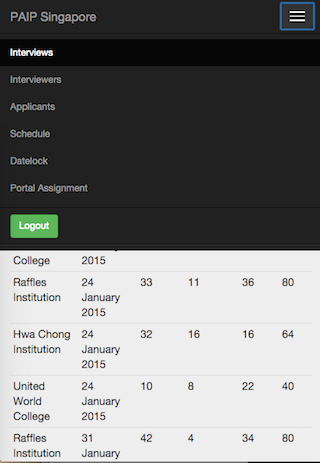 PAIP Singapore
Interviews
Interviewers
Applicants
Schedule
Datelock
Portal Assignment
Logout
College 2015
Raffles 24 33 11 36 80
Institution January
2015
Hwa Chong 24 32 16 16 64
Institution January
2015
United 24 10 8 22 40
World January
College 2015
Raffles 31 42 4 34 80
Institution January